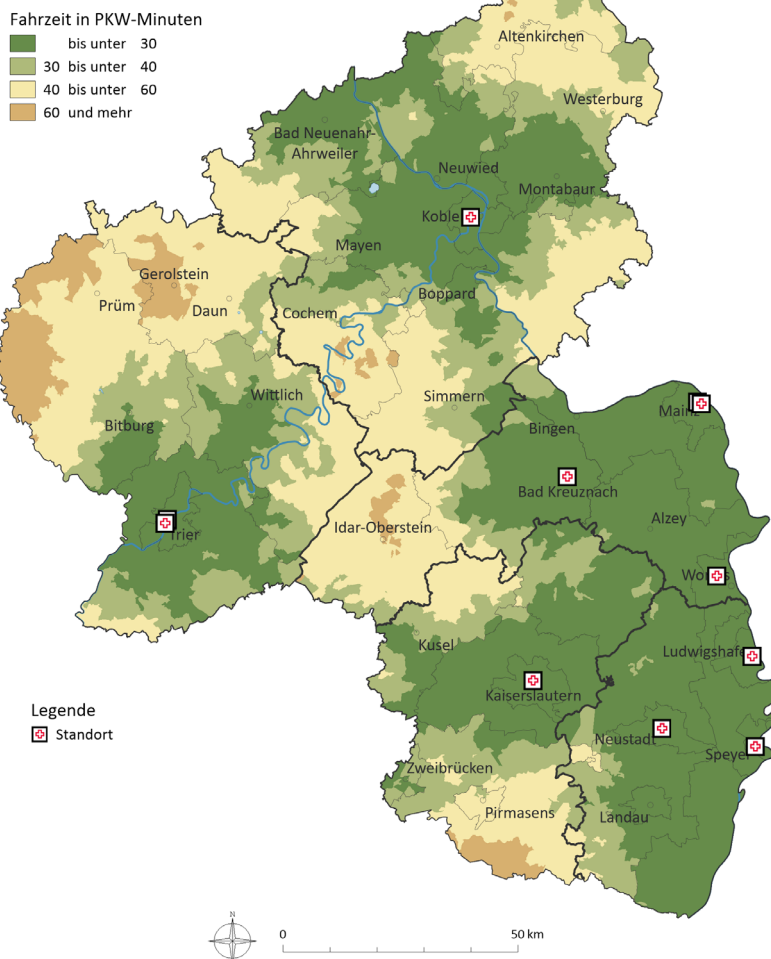 Fahrzeit in PKW-Minuten
bis unter 30
30 bis unter 40
40 bis unter 60
60 und mehr
Altenkirchen
Westerburg
Bad Neuenahr-
Ahrweiler
Neuwied
Montabaur
Koble
Mayen
Gerolstein
Prüm
Daun
Cochem
Boppard
Wittlich
Simmern
Bitburg
Mainz
Bingen
Bad Kreuznach
Alzey
Idar-Oberstein
Trier
Worms
Kusel
Ludwigshafe
Kaiserslautern
Neustadt
Speyer
Zweibrücken
Pirmasens
Landau
Legende
Standort
N
0 50 km